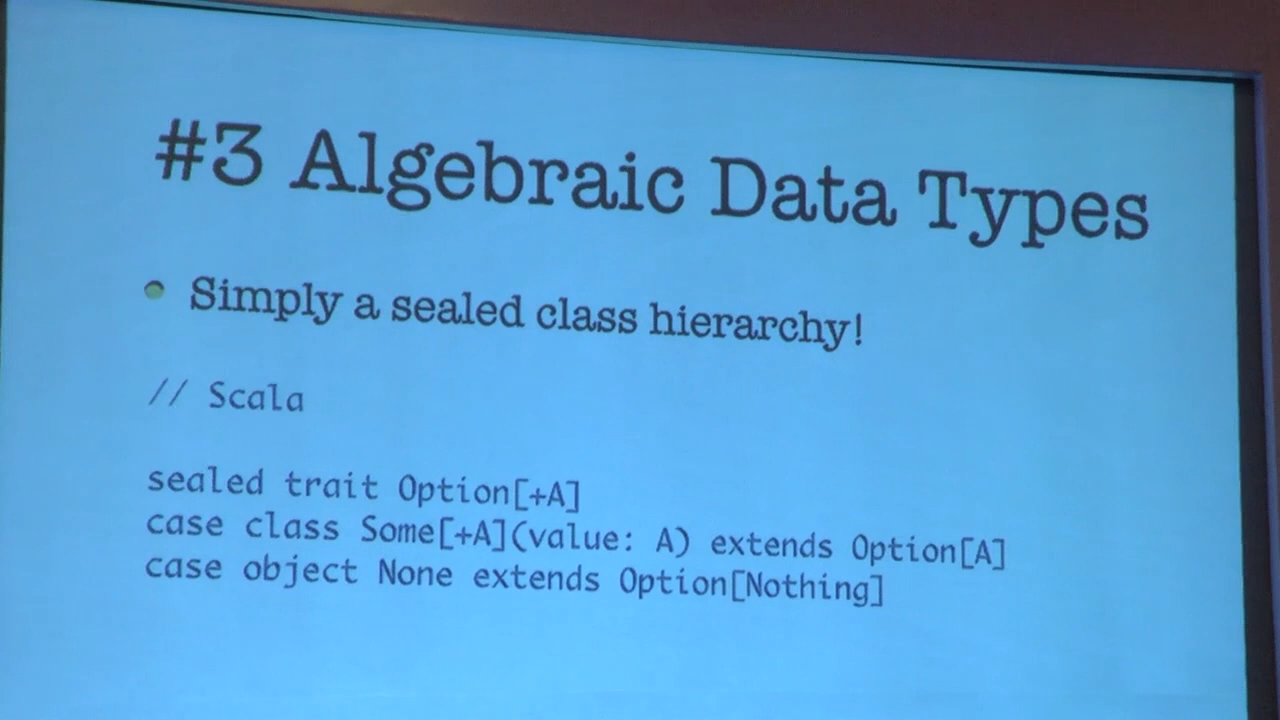 #3 Algebraic Data Types
• Simply a sealed class hierarchy!
// Scala
sealed trait Option[+A]
case class Some[+A](value: A) extends Option[A]
case object None extends Option[Nothing]